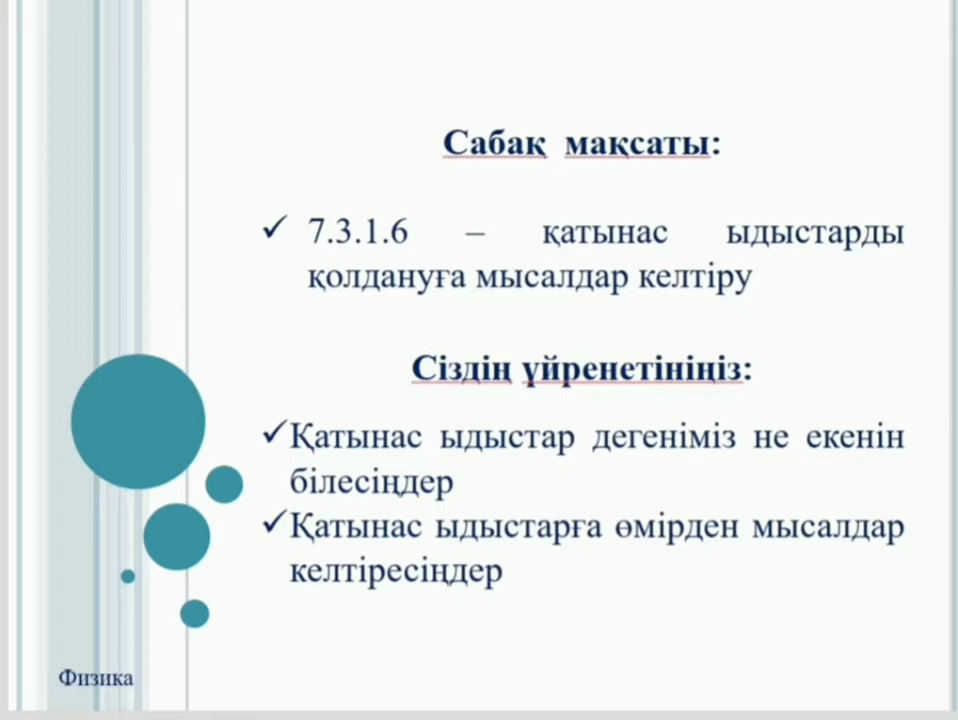 Сабақ мақсаты:
✓ 7.3.1.6 – қатынас ыдыстарды
қолдануға мысалдар келтіру
Сіздің үйренетініңіз:
✓Қатынас ыдыстар дегеніміз не екенін
білесіңдер
✓Қатынас ыдыстарға өмірден мысалдар
келтіресіңдер
Физика